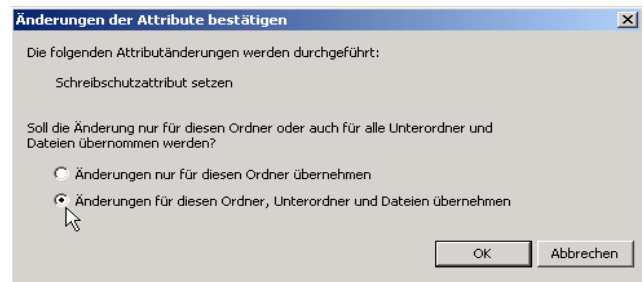 Änderungen der Attribute bestätigen
Die folgenden Attributänderungen werden durchgeführt:
Schreibschutzattribut setzen
Soll die Änderung nur für diesen Ordner oder auch für alle Unterordner und
Dateien übernommen werden?
Änderungen nur für diesen Ordner übernehmen
Änderungen für diesen Ordner, Unterordner und Dateien übernehmen
OK Abbrechen